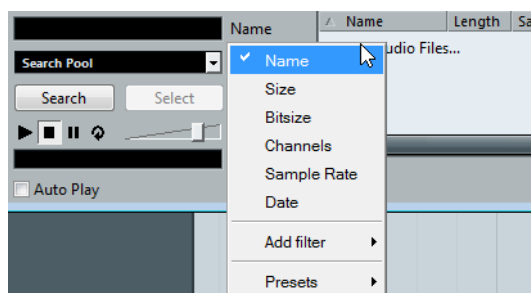 Name
Name Length Sa
Search Pool
udio Files...
Search Select
Auto Play
✓ Name
Size
Bitsize
Channels
Sample Rate
Date
Add filter
Presets